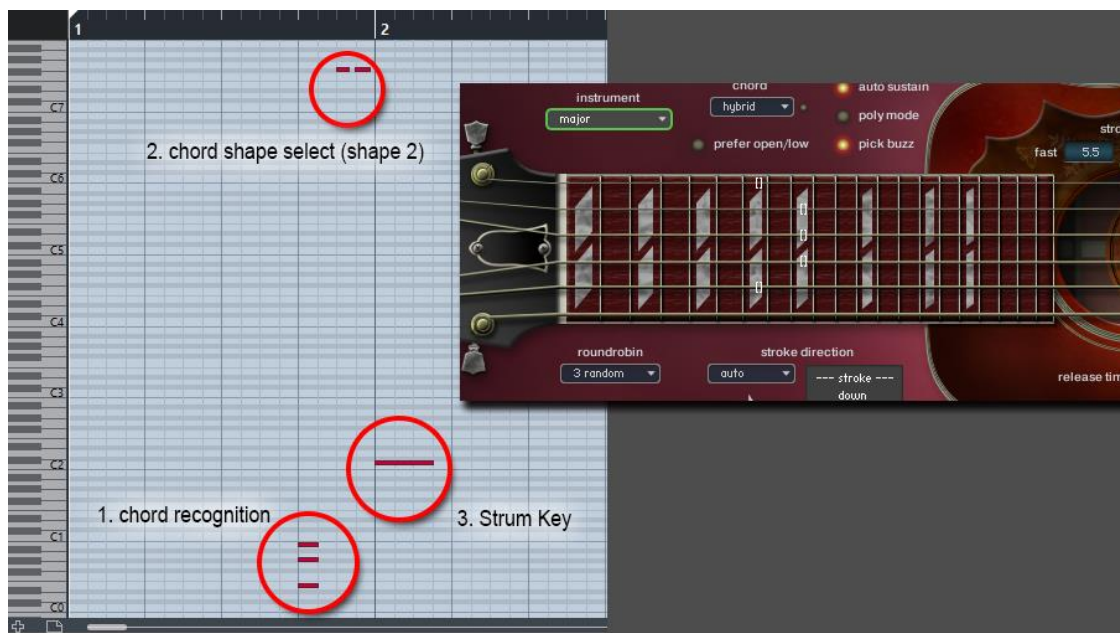 1
2
C7
C6
C5
C4
C3
C2
C1
C0
2. chord shape select (shape 2)
1. chord recognition
3. Strum Key
instrument
major
chord
hybrid
prefer open/low
auto sustain
poly mode
pick buzz
fast 5.5
roundrobin
3 random
stroke direction
auto
--- stroke ---
down